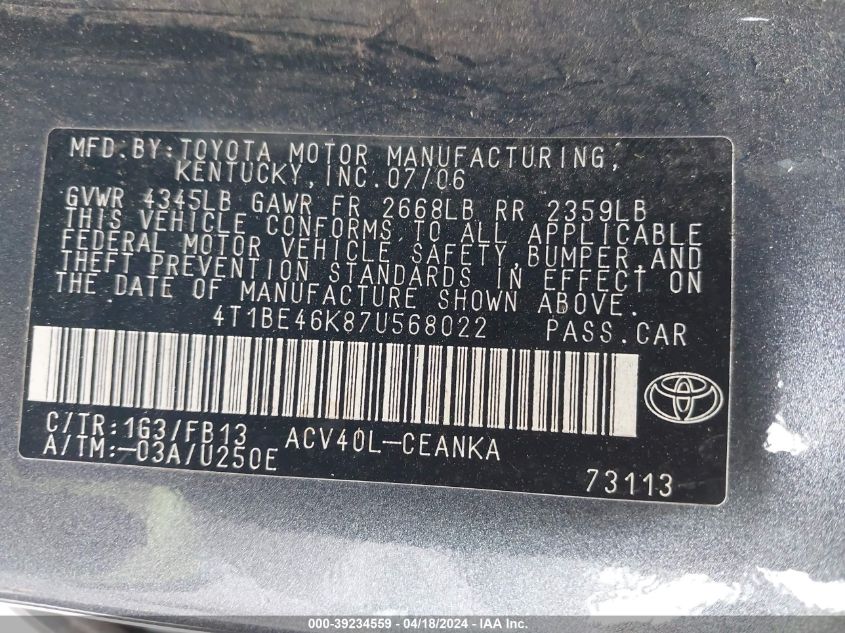 MFD.BY:TOYOTA MOTOR MANUFACTURING,
KENTUCKY, INC.07/06
GVWR 4345LB GAWR FR 2668LB RR 2359LB
THIS VEHICLE CONFORMS TO ALL APPLICABLE
FEDERAL MOTOR VEHICLE SAFETY,BUMPER,AND
THEFT PREVENTION STANDARDS IN EFFECT ON
THE DATE OF MANUFACTURE SHOWN ABOVE.
4T1BE46K87U568022 PASS.CAR
C/TR:1G3/FB13 ACV40L-CEANKA
A/TM:-03A/U250E
73113
000-39234559 - 04/18/2024 - IAA, Inc.